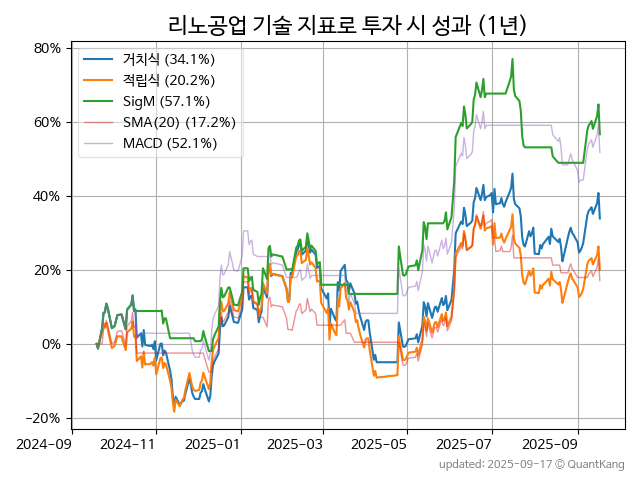 리노공업 기술 지표로 투자 시 성과 (1년)
80%
60%
40%
20%
0%
−20%
거치식 (34.1%)
적립식 (20.2%)
SigM (57.1%)
SMA(20) (17.2%)
MACD (52.1%)
2024-09
2024-11
2025-01
2025-03
2025-05
2025-07
2025-09
updated: 2025-09-17 ⓒ QuantKang